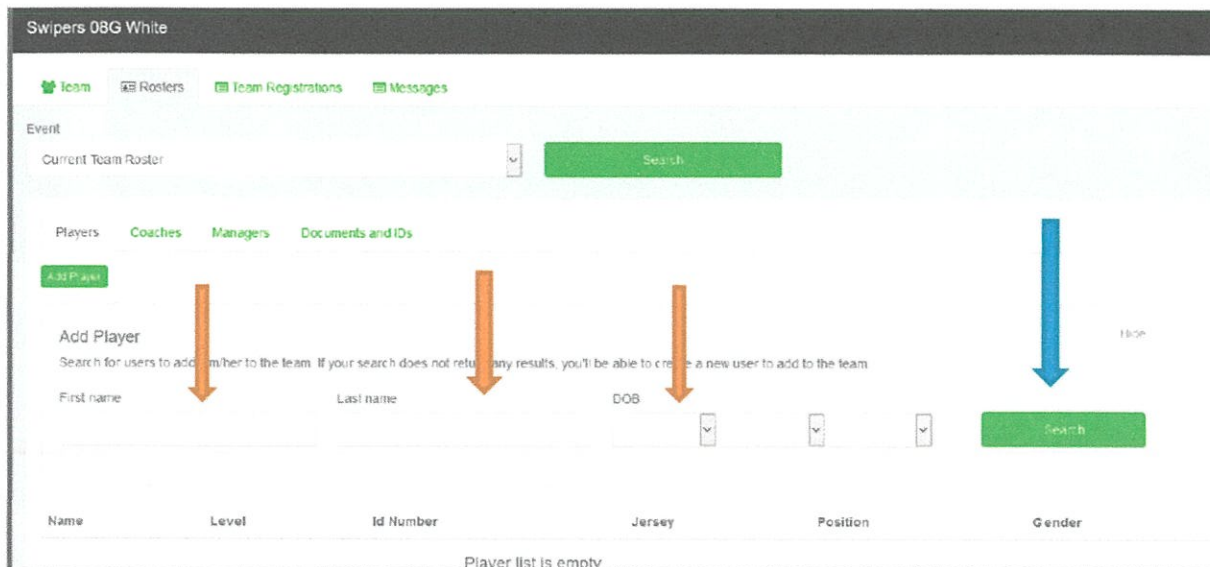 Swipers 08G White
Team Rosters Team Registrations Messages
Event
Current Team Roster Search
Players Coaches Managers Documents and IDs
Add Player
Add Player Hide
Search for users to add m/her to the team. If your search does not retu any results, you'll be able to cre e a new user to add to the team
First name Last name DOB
Search
Name Level Id Number Jersey Position Gender
Player list is empty